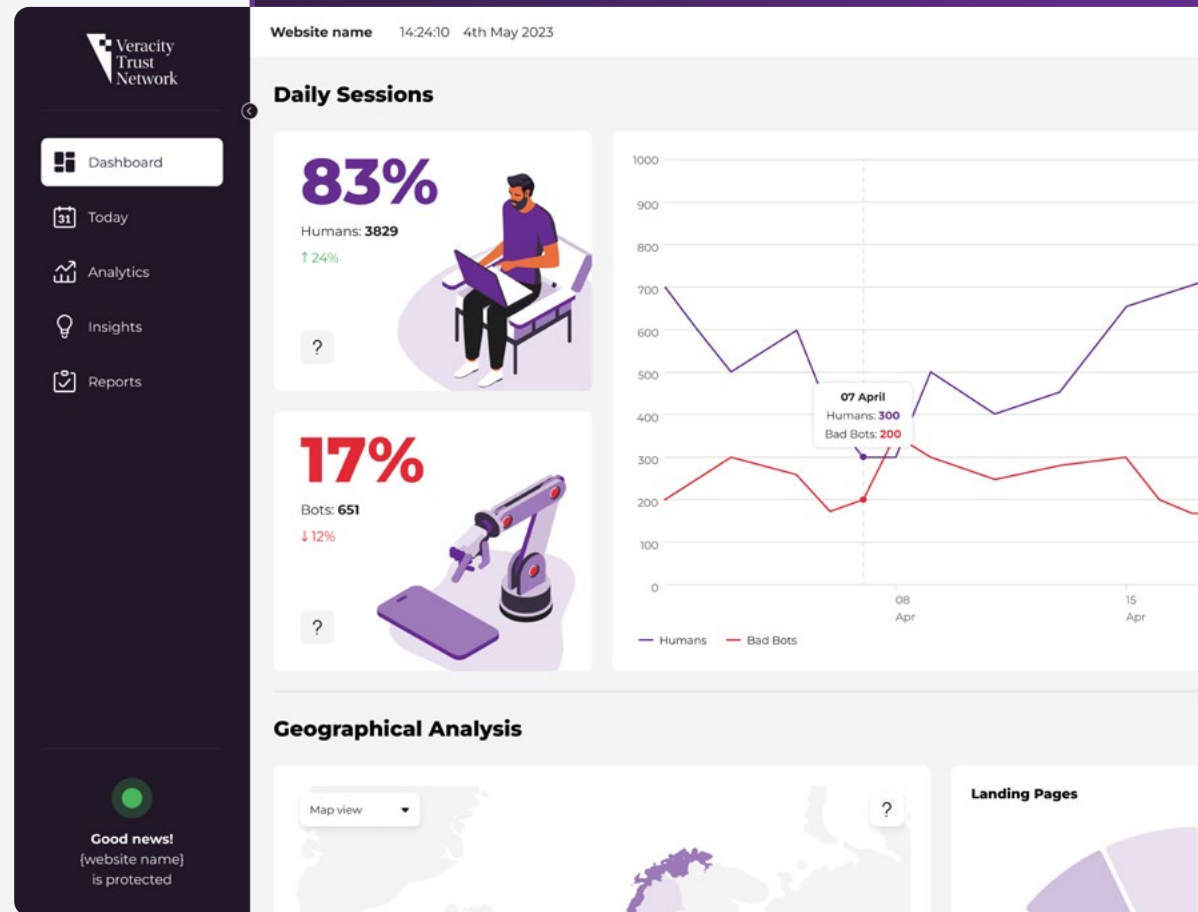 Veracity
Trust
Network
Dashboard
31 Today
Analytics
Insights
Reports
Good news!
{website name}
is protected
Website name 14:24:10 4th May 2023
Daily Sessions
83%
Humans: 3829
↑ 24%
?
17%
Bots: 651
↓ 12%
?
1000
900
800
700
600
500
400
300
200
100
0
07 April
Humans: 300
Bad Bots: 200
08
Apr
15
Apr
Humans Bad Bots
Geographical Analysis
Map view
?
Landing Pages